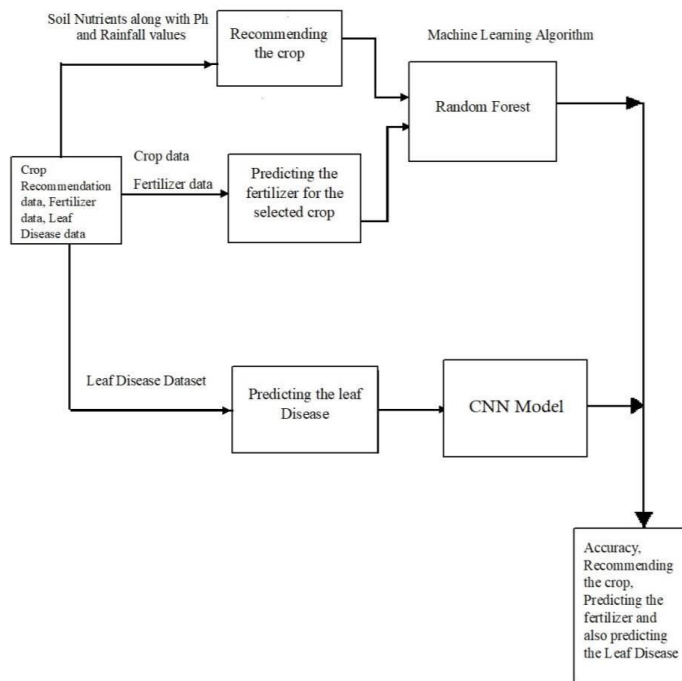 Soil Nutrients along with Ph
and Rainfall values
Recommending
the crop
Machine Learning Algorithm
Random Forest
Crop
Recommendation
data, Fertilizer
data, Leaf
Disease data
Crop data
Fertilizer data
Predicting the
fertilizer for the
selected crop
Leaf Disease Dataset
Predicting the leaf
Disease
CNN Model
Accuracy,
Recommending
the crop,
Predicting the
fertilizer and
also predicting
the Leaf Disease